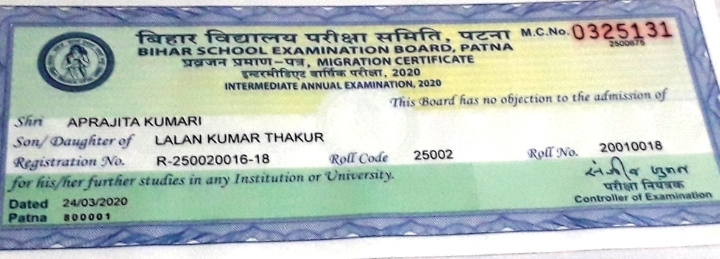 बिहार विद्यालय परीक्षा समिति, पटना M.C.No. 0325131
BIHAR SCHOOL EXAMINATION BOARD, PATNA 2500675
प्रव्रजन प्रमाण-पत्र, MIGRATION CERTIFICATE
इन्टरमीडिएट वार्षिक परीक्षा, 2020
INTERMEDIATE ANNUAL EXAMINATION, 2020
This Board has no objection to the admission of
Shri APRAJITA KUMARI
Son/Daughter of LALAN KUMAR THAKUR
Registration No. R-250020016-18 Roll Code 25002 Roll No. 20010018
for his/her further studies in any Institution or University.
परीक्षा नियंत्रक
Dated 24/03/2020 Controller of Examination
Patna 800001